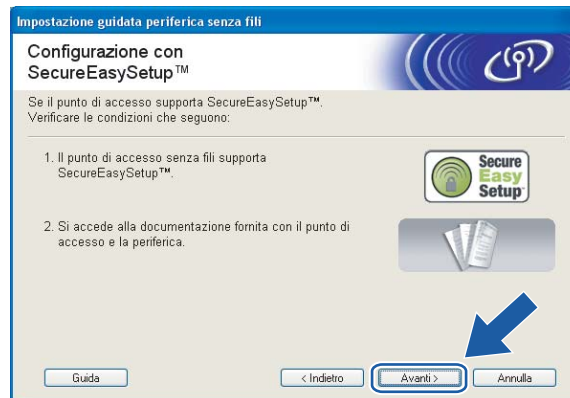 Impostazione guidata periferica senza fili
Configurazione con
SecureEasySetup™
Se il punto di accesso supporta SecureEasySetup™.
Verificare le condizioni che seguono:
1. Il punto di accesso senza fili supporta
SecureEasySetup™.
Secure
Easy
Setup
2. Si accede alla documentazione fornita con il punto di
accesso e la periferica.
Guida
< Indietro
Avanti >
Annulla